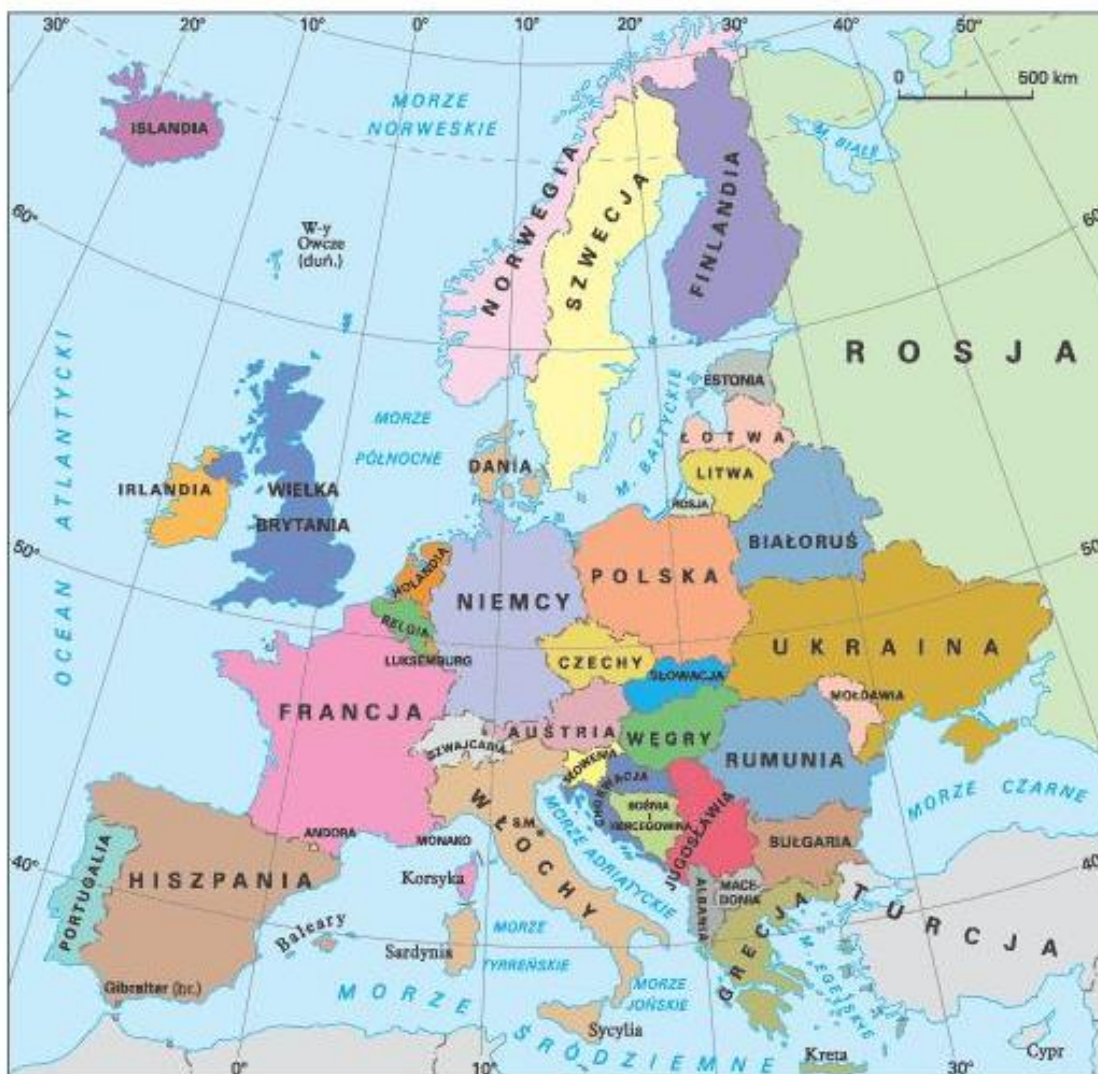 30° 20° 10° 0° 10° 20° 30° 40° 50°
0 500 km
MORZE
NORWESKIE
ISLANDIA
M. BIAŁE
60°
60°
W-y
Owcze
(duń.)
NORWEGIA
SZWECJA
FINLANDIA
ROSJA
OCEAN ATLANTYCKI
ESTONIA
MORZE
PÓŁNOCNE
M. BAŁTYCKIE
ŁOTWA
DANIA
LITWA
IRLANDIA
WIELKA
BRYTANIA
ROSJA
BIAŁORUŚ
50°
50°
HOLANDIA
NIEMCY
POLSKA
BELGIA
UKRAINA
LUKSEMBURG
CZECHY
SŁOWACJA
MOŁDAWIA
FRANCJA
AUSTRIA
WĘGRY
SZWAJCARIA
RUMUNIA
SŁOWENIA
CHORWACJA
MORZE CZARNE
BOŚNIA
I
HERCEGOWINA
JUGOSŁAWIA
S.M.
WŁOCHY
MORZE ADRIATYCKIE
ANDORA
MONAKO
BUŁGARIA
40°
40°
PORTUGALIA
HISZPANIA
Korsyka
ALBANIA
MACE-
DONIA
TURCJA
GRECJA
Baleary
Sardynia
MORZE
TYRREŃSKIE
M. EGEJSKIE
Gibraltar (br.)
MORZE
JOŃSKIE
MORZE ŚRÓDZIEMNE
Sycylia
Kreta
Cypr
0° 10° 30°